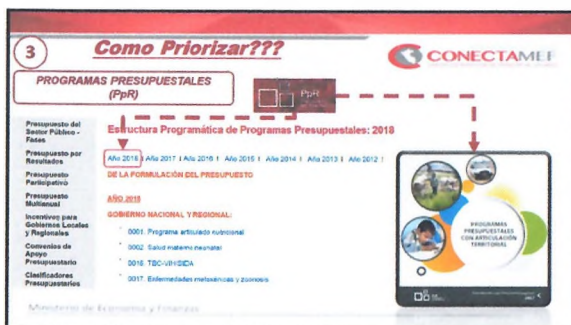 3
Como Priorizar???
CONECTAMEF
PROGRAMAS PRESUPUESTALES
(PpR)
PpR
Presupuesto del
Sector Público -
Fases
Presupuesto por
Resultados
Presupuesto
Participativo
Presupuesto
Multianual
Incentivos para
Gobiernos Locales
y Regionales
Convenios de
Apoyo
Presupuestario
Clasificadores
Presupuestarios
Estructura Programática de Programas Presupuestales: 2018
Año 2018 I Año 2017 I Año 2016 I Año 2015 I Año 2014 I Año 2013 I Año 2012 I
DE LA FORMULACIÓN DEL PRESUPUESTO
AÑO 2018
GOBIERNO NACIONAL Y REGIONAL:
0001. Programa articulado nutricional
0002. Salud materno neonatal
0016. TBC-VIH/SIDA
0017. Enfermedades metaxénicas y zoonosis
PROGRAMAS
PRESUPUESTALES
CON ARTICULACIÓN
TERRITORIAL
Ministerio de Economía y Finanzas